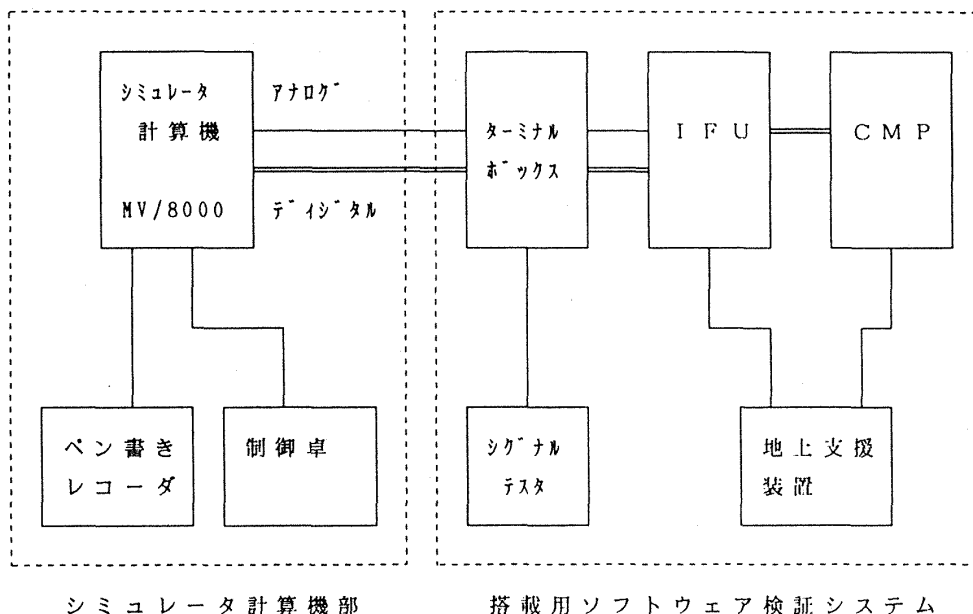 シミュレータ
計算機
MV/8000
アナログ
ディジタル
ターミナル
ボックス
IFU
CMP
ペン書き
レコーダ
制御卓
シグナル
テスタ
地上支援
装置
シミュレータ計算機部
搭載用ソフトウェア検証システム